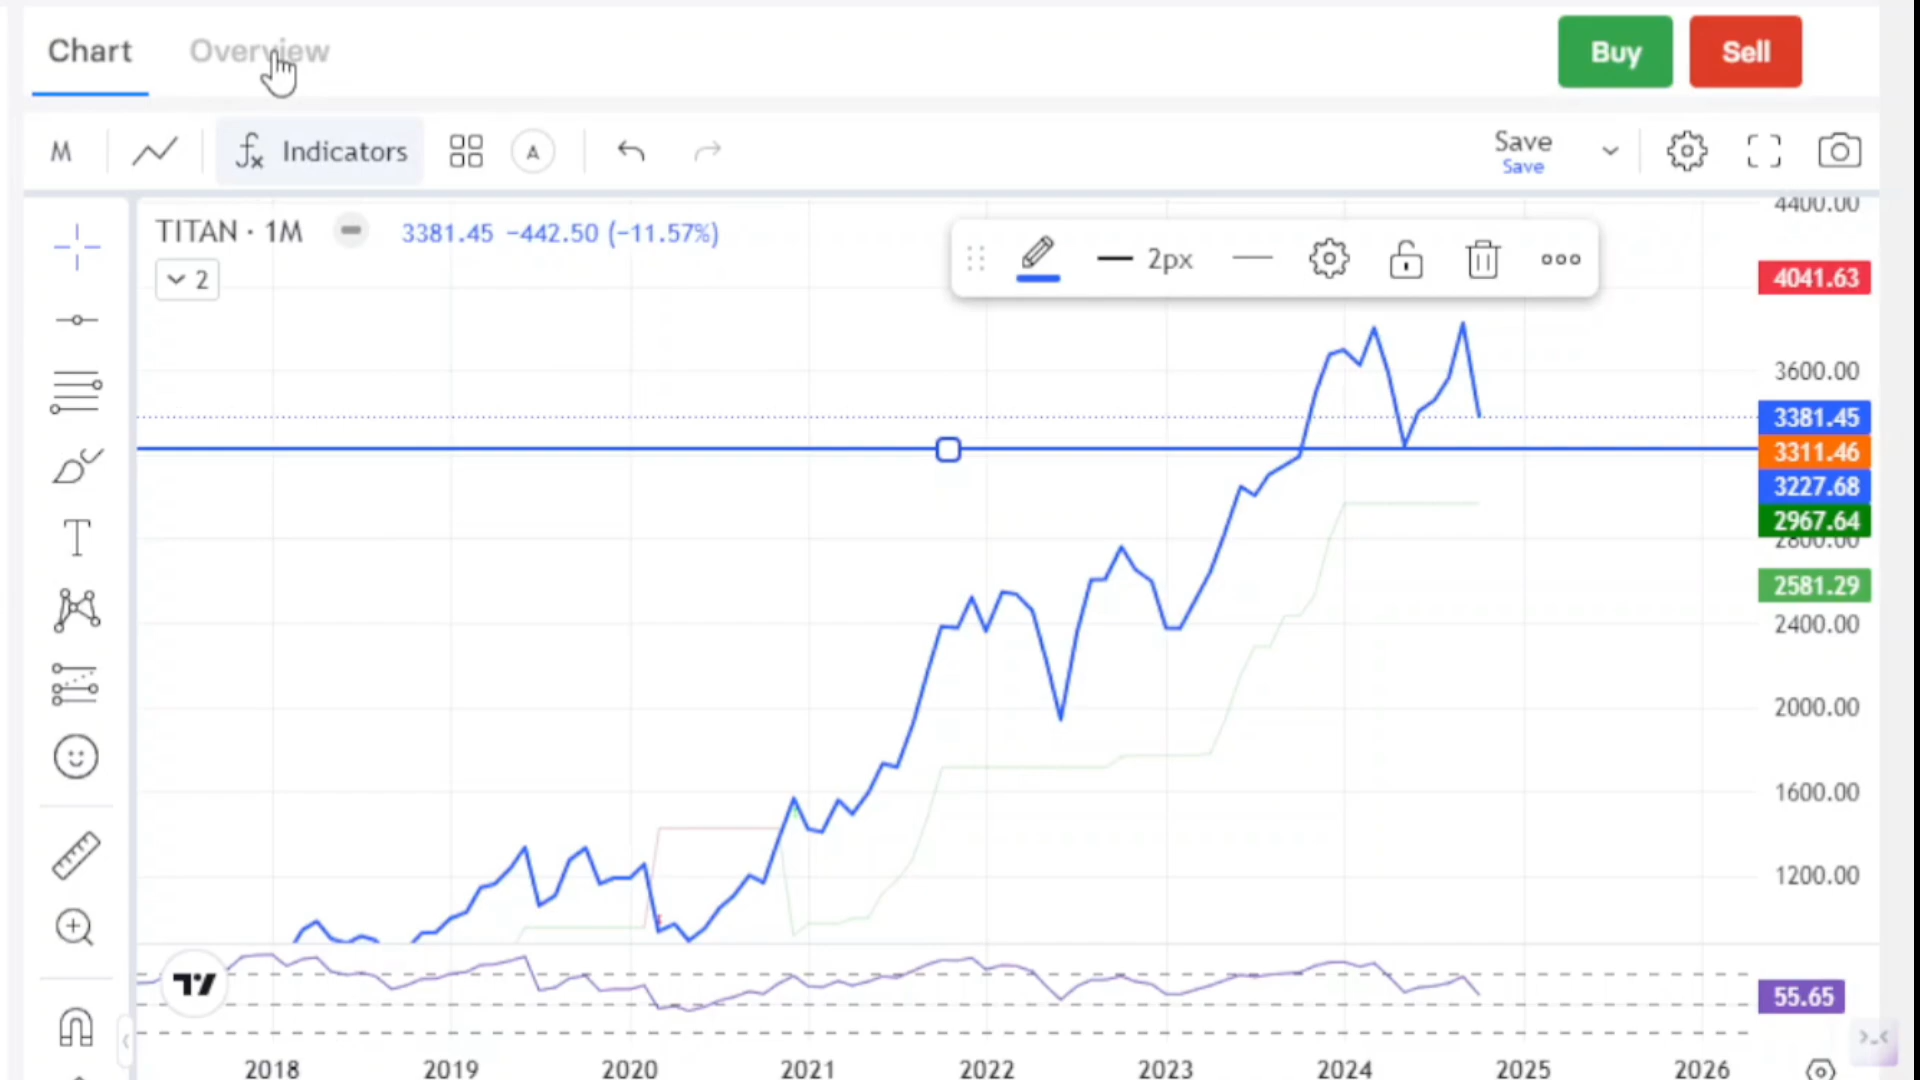 Chart Overview Buy Sell
M Indicators A Save
Save
TITAN · 1M 3381.45 −442.50 (−11.57%)
2
2px
4400.00
4041.63
3600.00
3381.45
3311.46
3227.68
2967.64
2800.00
2581.29
2400.00
2000.00
1600.00
1200.00
55.65
2018 2019 2020 2021 2022 2023 2024 2025 2026